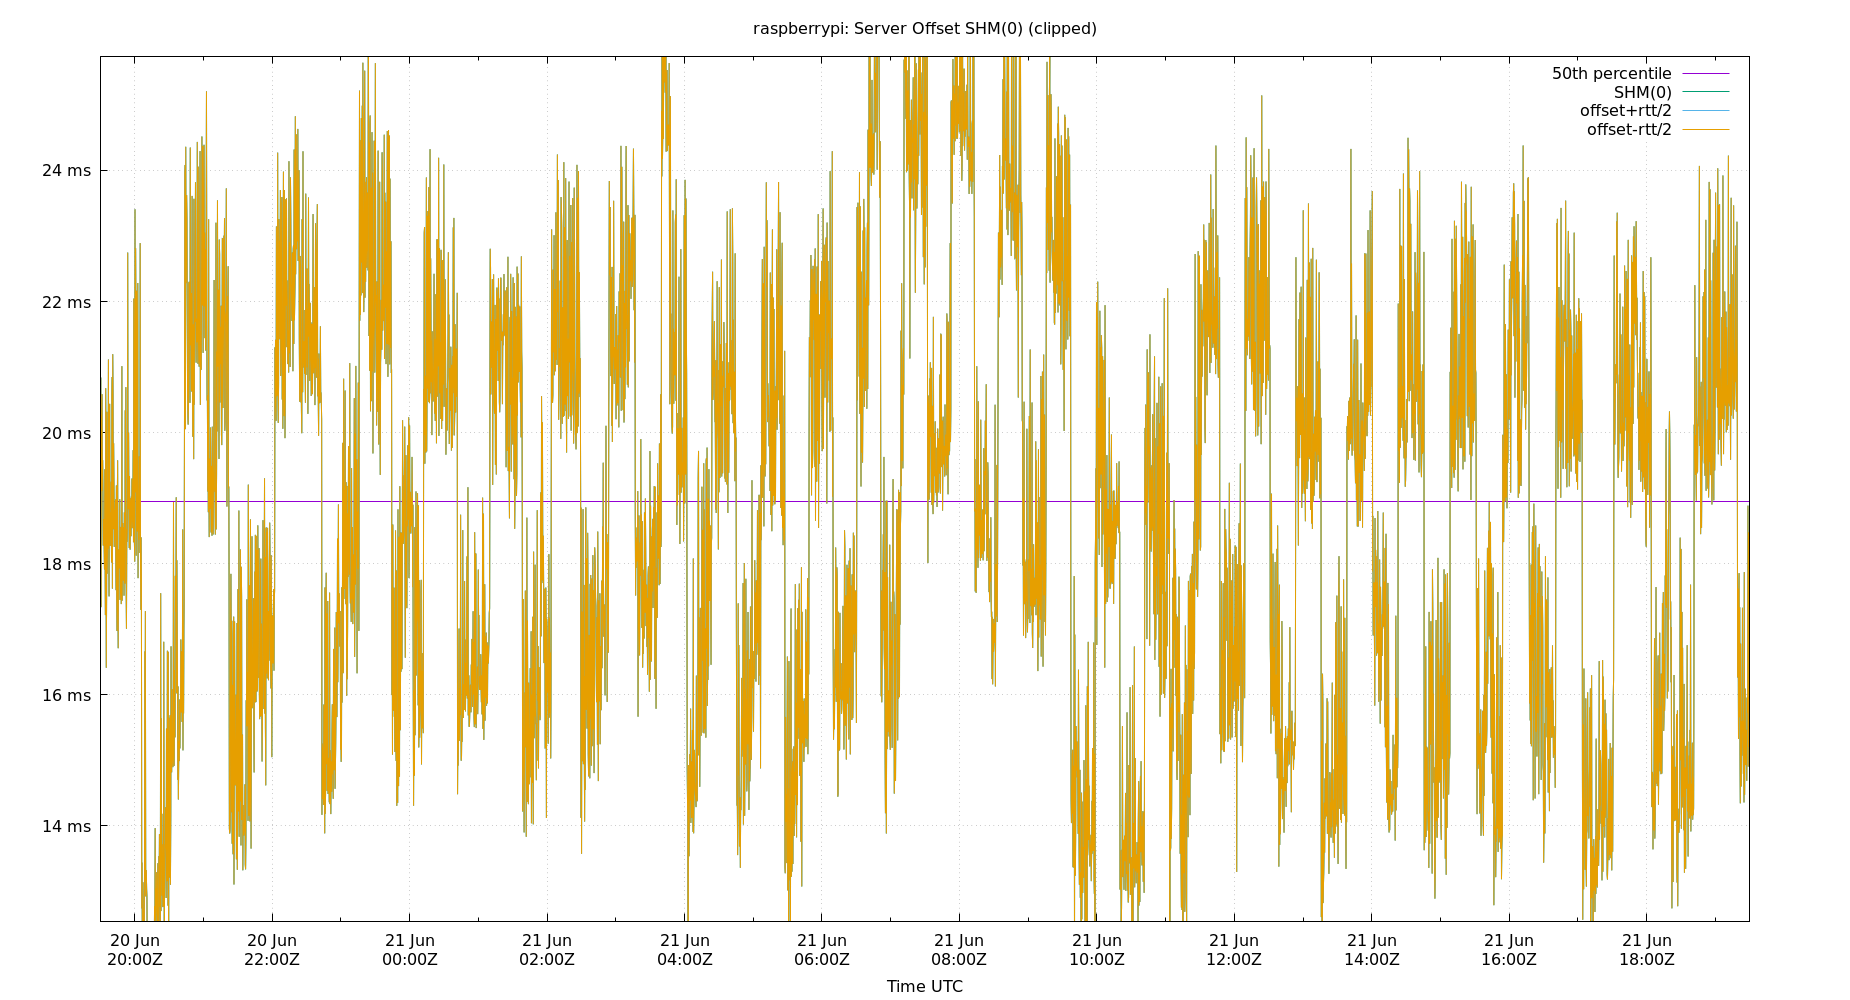 raspberrypi: Server Offset SHM(0) (clipped)
50th percentile
SHM(0)
offset+rtt/2
offset-rtt/2
24 ms
22 ms
20 ms
18 ms
16 ms
14 ms
20 Jun 20 Jun 21 Jun 21 Jun 21 Jun 21 Jun 21 Jun 21 Jun 21 Jun 21 Jun 21 Jun 21 Jun
20:00Z 22:00Z 00:00Z 02:00Z 04:00Z 06:00Z 08:00Z 10:00Z 12:00Z 14:00Z 16:00Z 18:00Z
Time UTC